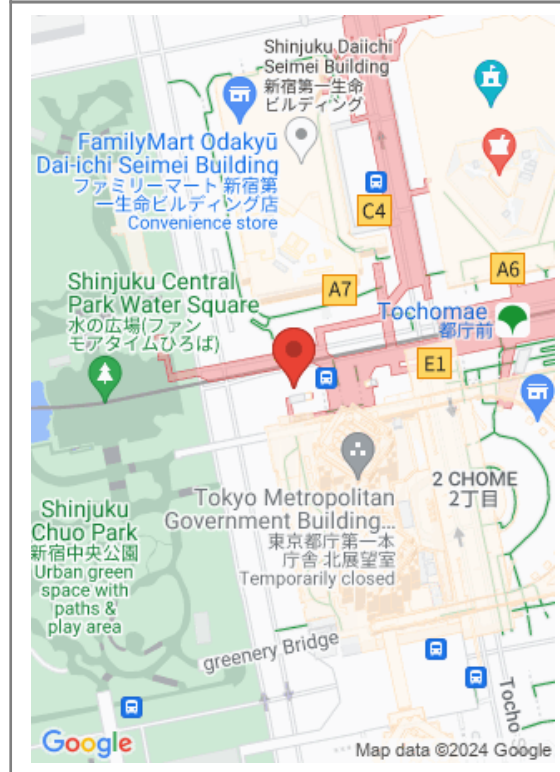 Shinjuku Daiichi
Seimei Building
新宿第一生命
ビルディング
FamilyMart Odakyū
Dai-ichi Seimei Building
ファミリーマート 新宿第
一生命ビルディング店
Convenience store
C4
A7
A6
Shinjuku Central
Park Water Square
水の広場(ファン
モアタイムひろば)
Tochomae
都庁前
E1
2 CHOME
2丁目
Tokyo Metropolitan
Government Building...
東京都庁第一本
庁舎 北展望室
Temporarily closed
Shinjuku
Chuo Park
新宿中央公園
Urban green
space with
paths &
play area
greenery Bridge
Tocho
Google
Map data ©2024 Google